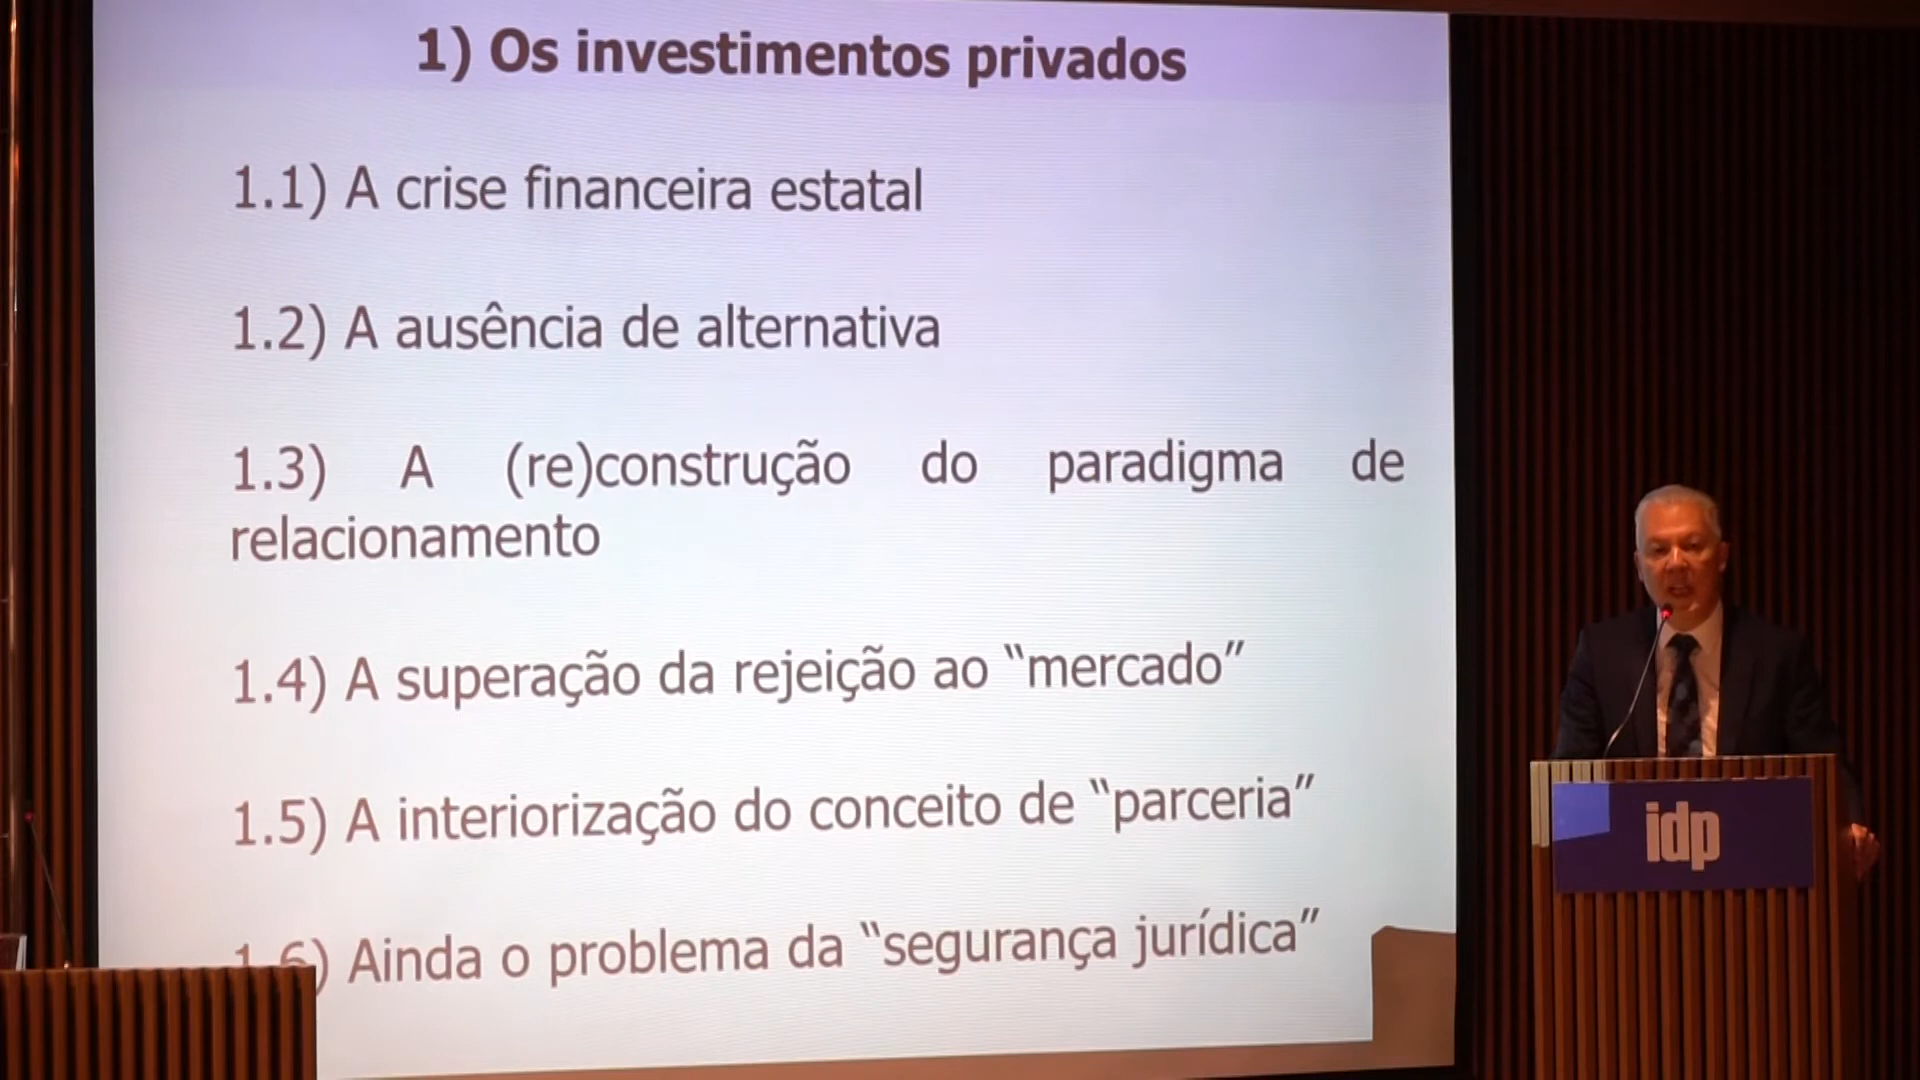 1) Os investimentos privados
1.1) A crise financeira estatal
1.2) A ausência de alternativa
1.3) A (re)construção do paradigma de
relacionamento
1.4) A superação da rejeição ao “mercado”
1.5) A interiorização do conceito de “parceria”
1.6) Ainda o problema da “segurança jurídica”
idp